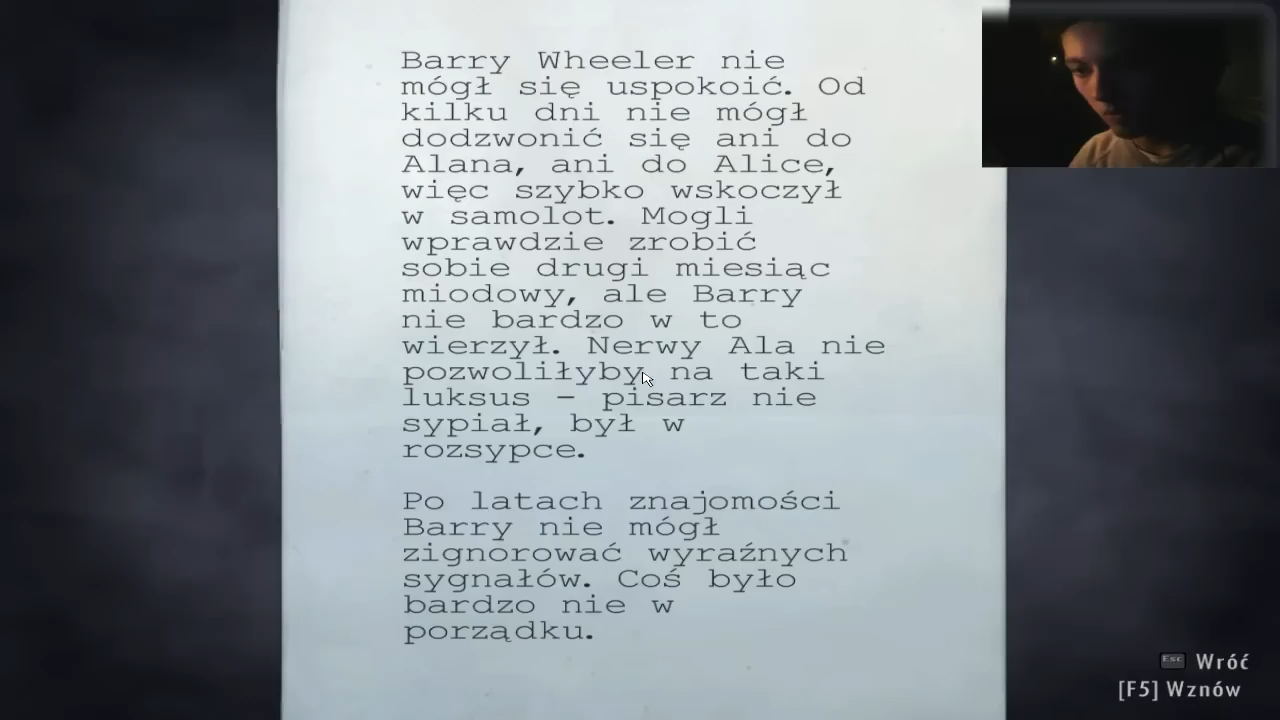 Barry Wheeler nie
mógł się uspokoić. Od
kilku dni nie mógł
dodzwonić się ani do
Alana, ani do Alice,
więc szybko wskoczył
w samolot. Mogli
wprawdzie zrobić
sobie drugi miesiąc
miodowy, ale Barry
nie bardzo w to
wierzył. Nerwy Ala nie
pozwoliłyby na taki
luksus – pisarz nie
sypiał, był w
rozsypce.
Po latach znajomości
Barry nie mógł
zignorować wyraźnych
sygnałów. Coś było
bardzo nie w
porządku.
Esc Wróć
[F5] Wznów